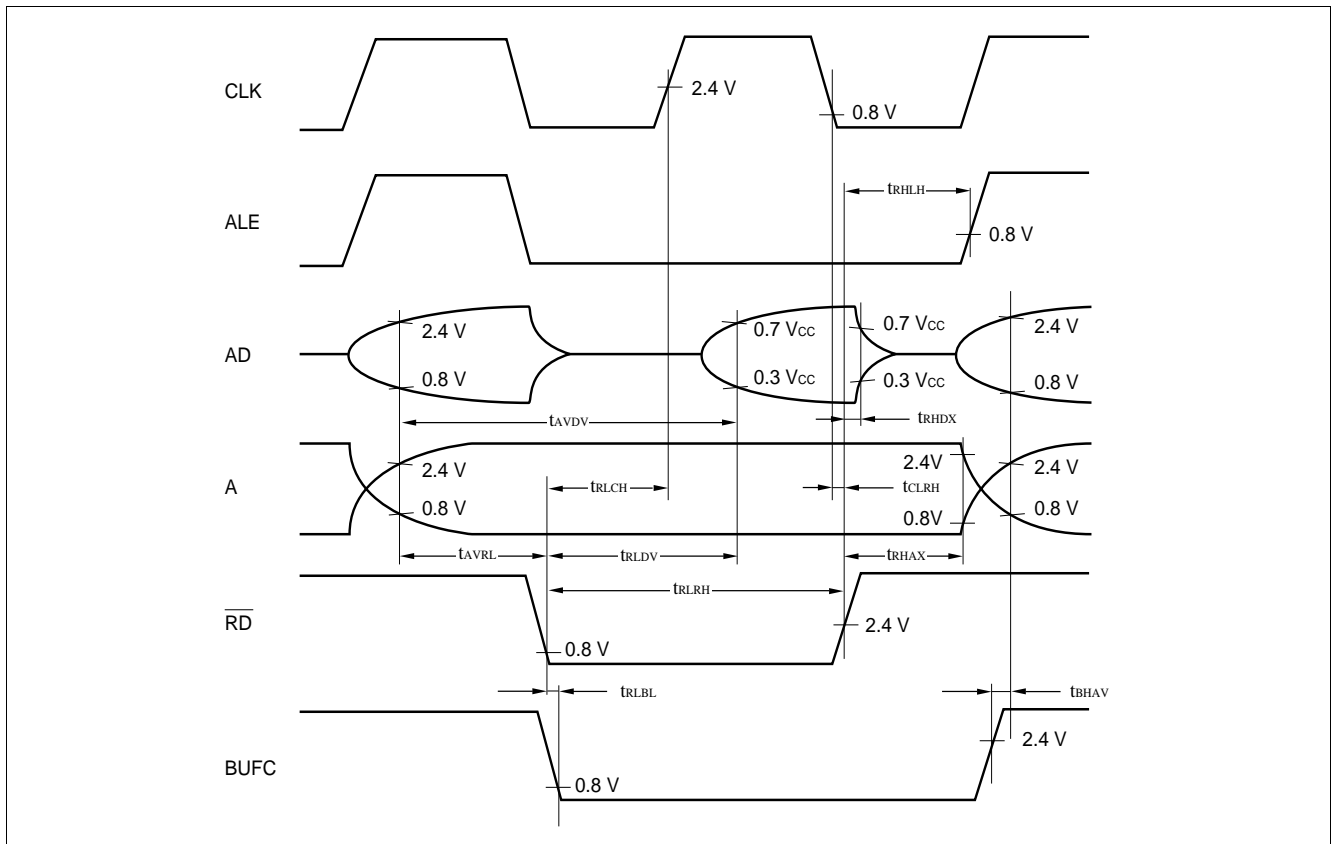 CLK
2.4 V
0.8 V
tRHLH
ALE
0.8 V
AD
2.4 V
0.7 VCC
0.7 VCC
2.4 V
0.8 V
0.3 VCC
0.3 VCC
0.8 V
tAVDV
tRHDX
A
2.4 V
2.4V
2.4 V
tRLCH
tCLRH
0.8 V
0.8V
0.8 V
tAVRL
tRLDV
tRHAX
tRLRH
RD
2.4 V
0.8 V
tRLBL
tBHAV
2.4 V
BUFC
0.8 V